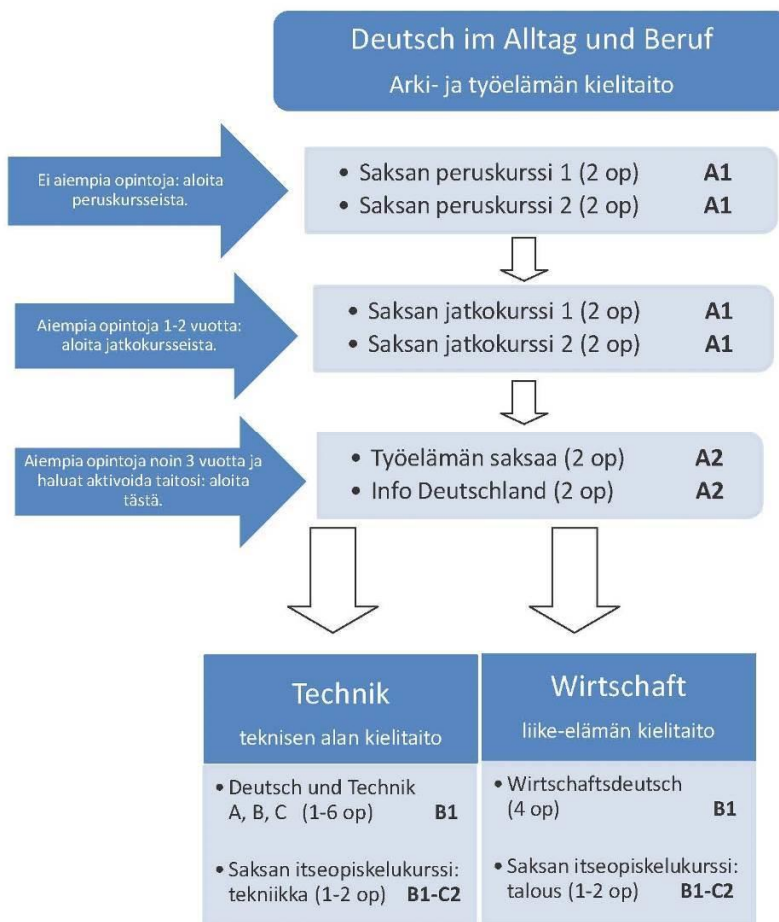 Deutsch im Alltag und Beruf
Arki- ja työelämän kielitaito
Ei aiempia opintoja: aloita
peruskursseista.
• Saksan peruskurssi 1 (2 op) A1
• Saksan peruskurssi 2 (2 op) A1
Aiempia opintoja 1-2 vuotta:
aloita jatkokursseista.
• Saksan jatkokurssi 1 (2 op) A1
• Saksan jatkokurssi 2 (2 op) A1
Aiempia opintoja noin 3 vuotta ja
haluat aktivoida taitosi: aloita
tästä.
• Työelämän saksaa (2 op) A2
• Info Deutschland (2 op) A2
Technik
teknisen alan kielitaito
• Deutsch und Technik
A, B, C (1-6 op) B1
• Saksan itseopiskelukurssi:
tekniikka (1-2 op) B1-C2
Wirtschaft
liike-elämän kielitaito
• Wirtschaftsdeutsch
(4 op) B1
• Saksan itseopiskelukurssi:
talous (1-2 op) B1-C2